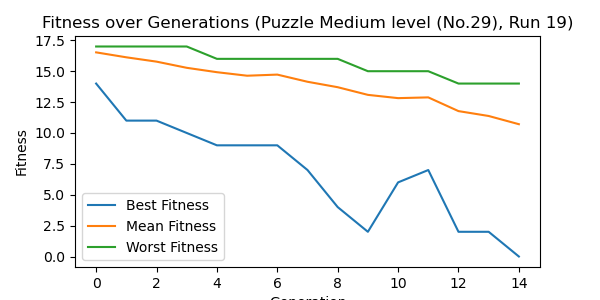 Fitness over Generations (Puzzle Medium level (No.29), Run 19)
17.5
15.0
12.5
10.0
7.5
5.0
2.5
0.0
Fitness
Best Fitness
Mean Fitness
Worst Fitness
0 2 4 6 8 10 12 14
Generation